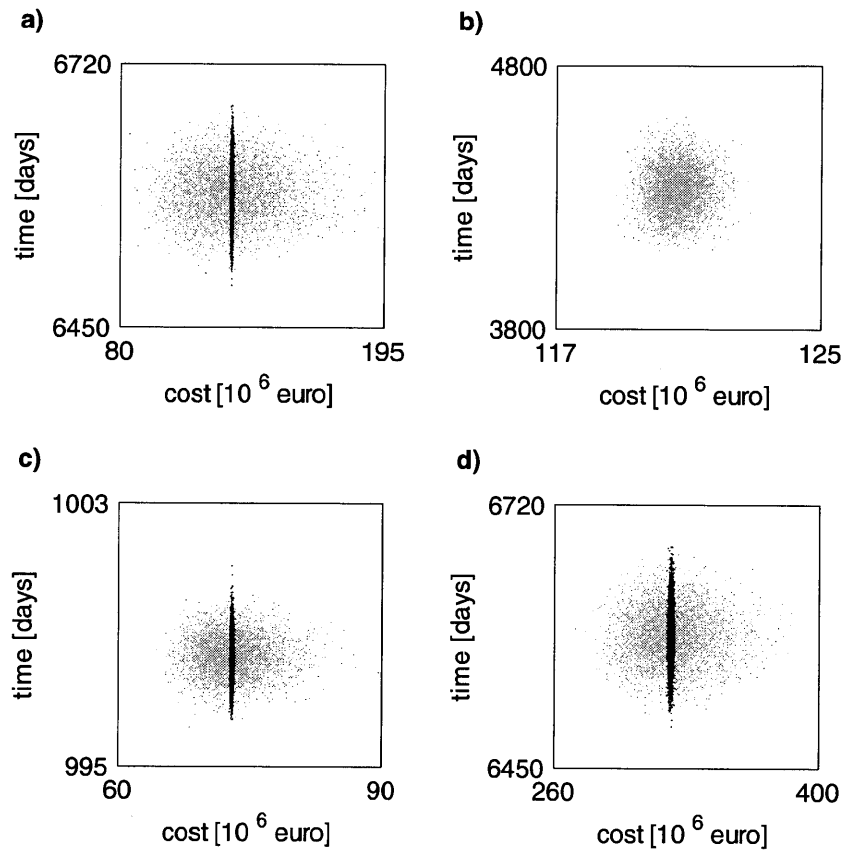 a)
6720
time [days]
6450
80
195
cost [10 6 euro]
b)
4800
time [days]
3800
117
125
cost [10 6 euro]
c)
1003
time [days]
995
60
90
cost [10 6 euro]
d)
6720
time [days]
6450
260
400
cost [10 6 euro]